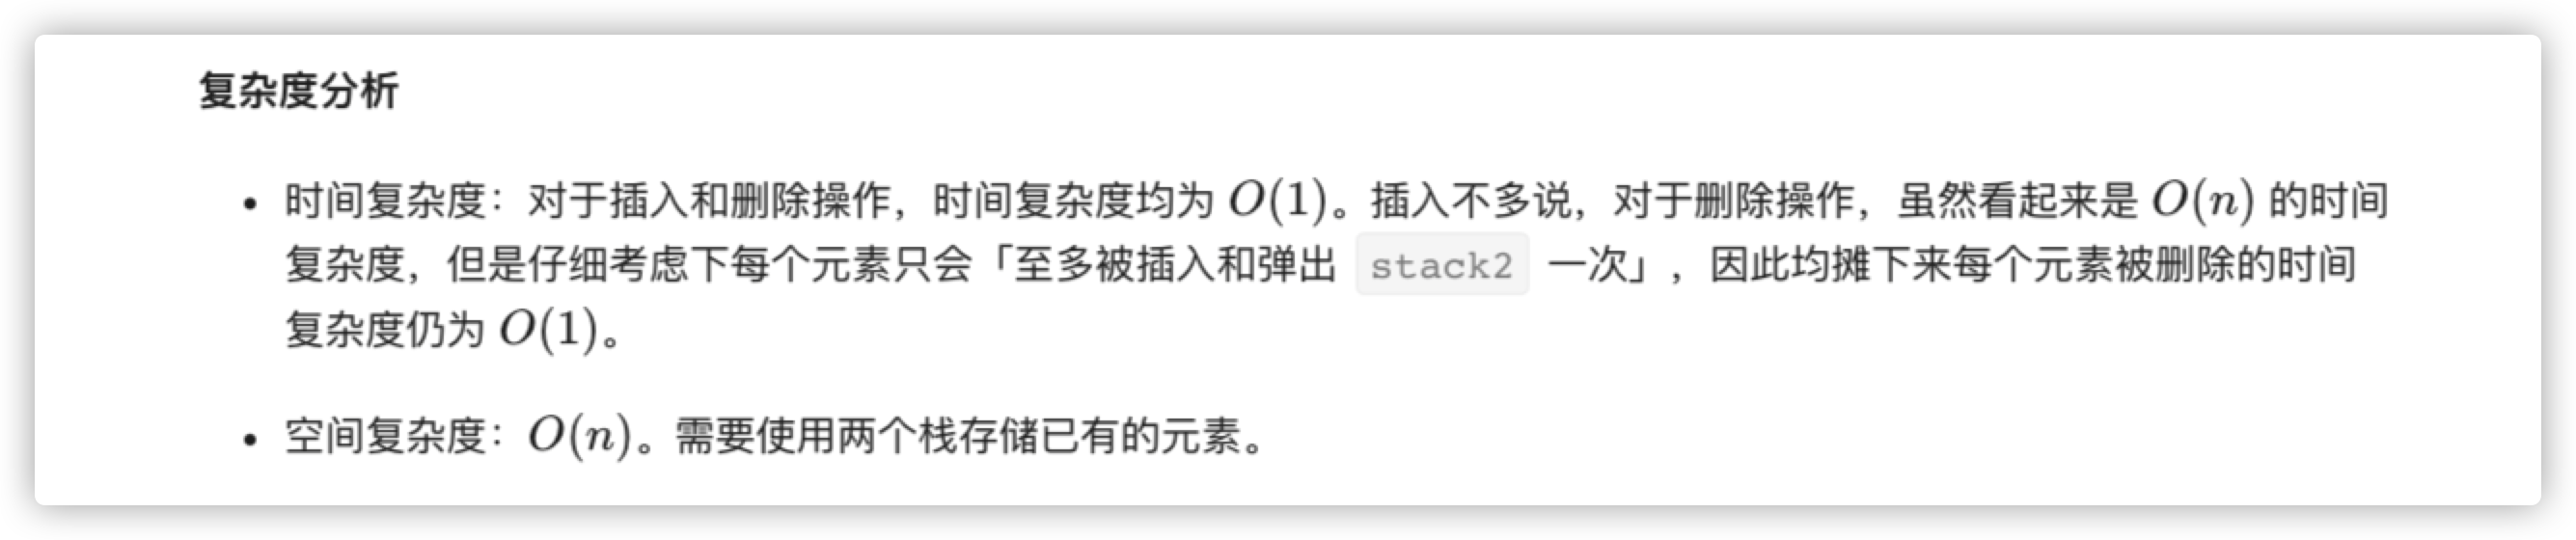 复杂度分析
• 时间复杂度：对于插入和删除操作，时间复杂度均为 O(1)。插入不多说，对于删除操作，虽然看起来是 O(n) 的时间
复杂度，但是仔细考虑下每个元素只会「至多被插入和弹出 stack2 一次」，因此均摊下来每个元素被删除的时间
复杂度仍为 O(1)。
• 空间复杂度：O(n)。需要使用两个栈存储已有的元素。